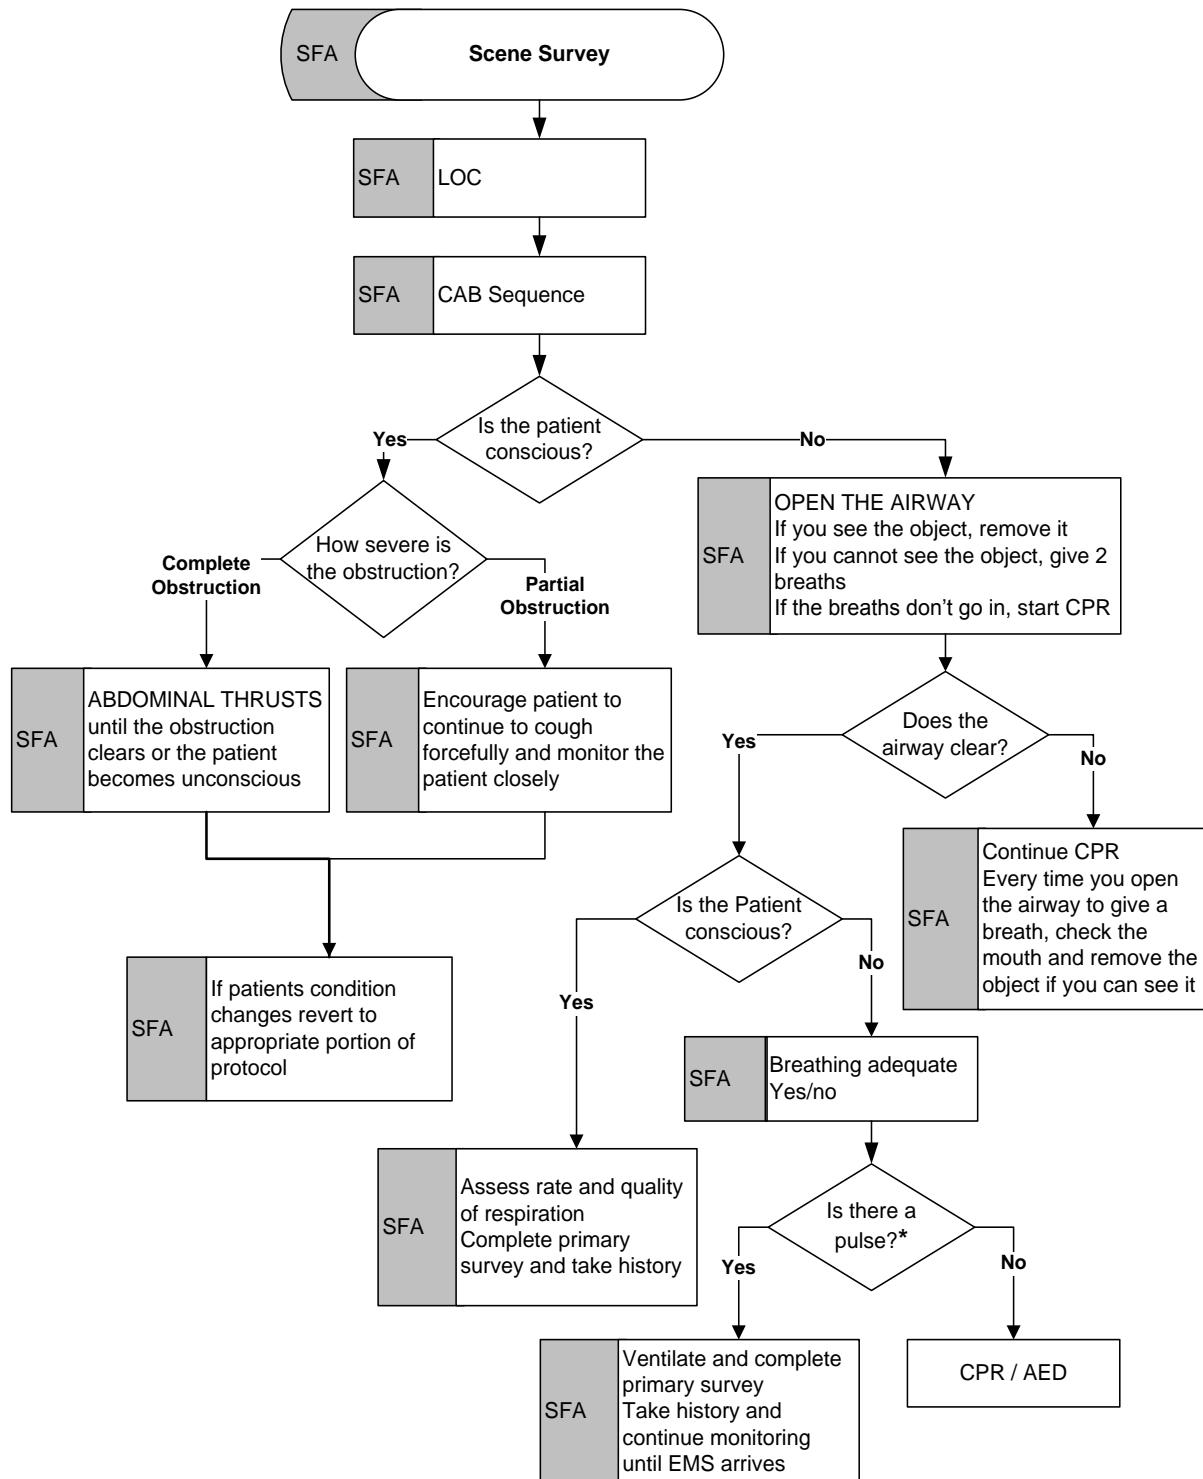 SFA
Scene Survey
SFA
LOC
SFA
CAB Sequence
Is the patient
conscious?
Yes
No
How severe is
the obstruction?
Complete
Obstruction
Partial
Obstruction
SFA
OPEN THE AIRWAY
If you see the object, remove it
If you cannot see the object, give 2
breaths
If the breaths don’t go in, start CPR
SFA
ABDOMINAL THRUSTS
until the obstruction
clears or the patient
becomes unconscious
SFA
Encourage patient to
continue to cough
forcefully and monitor the
patient closely
Does the
airway clear?
Yes
No
SFA
Continue CPR
Every time you open
the airway to give a
breath, check the
mouth and remove the
object if you can see it
Is the Patient
conscious?
Yes
No
SFA
If patients condition
changes revert to
appropriate portion of
protocol
SFA
Breathing adequate
Yes/no
SFA
Assess rate and quality
of respiration
Complete primary
survey and take history
Is there a
pulse?*
Yes
No
SFA
Ventilate and complete
primary survey
Take history and
continue monitoring
until EMS arrives
CPR / AED